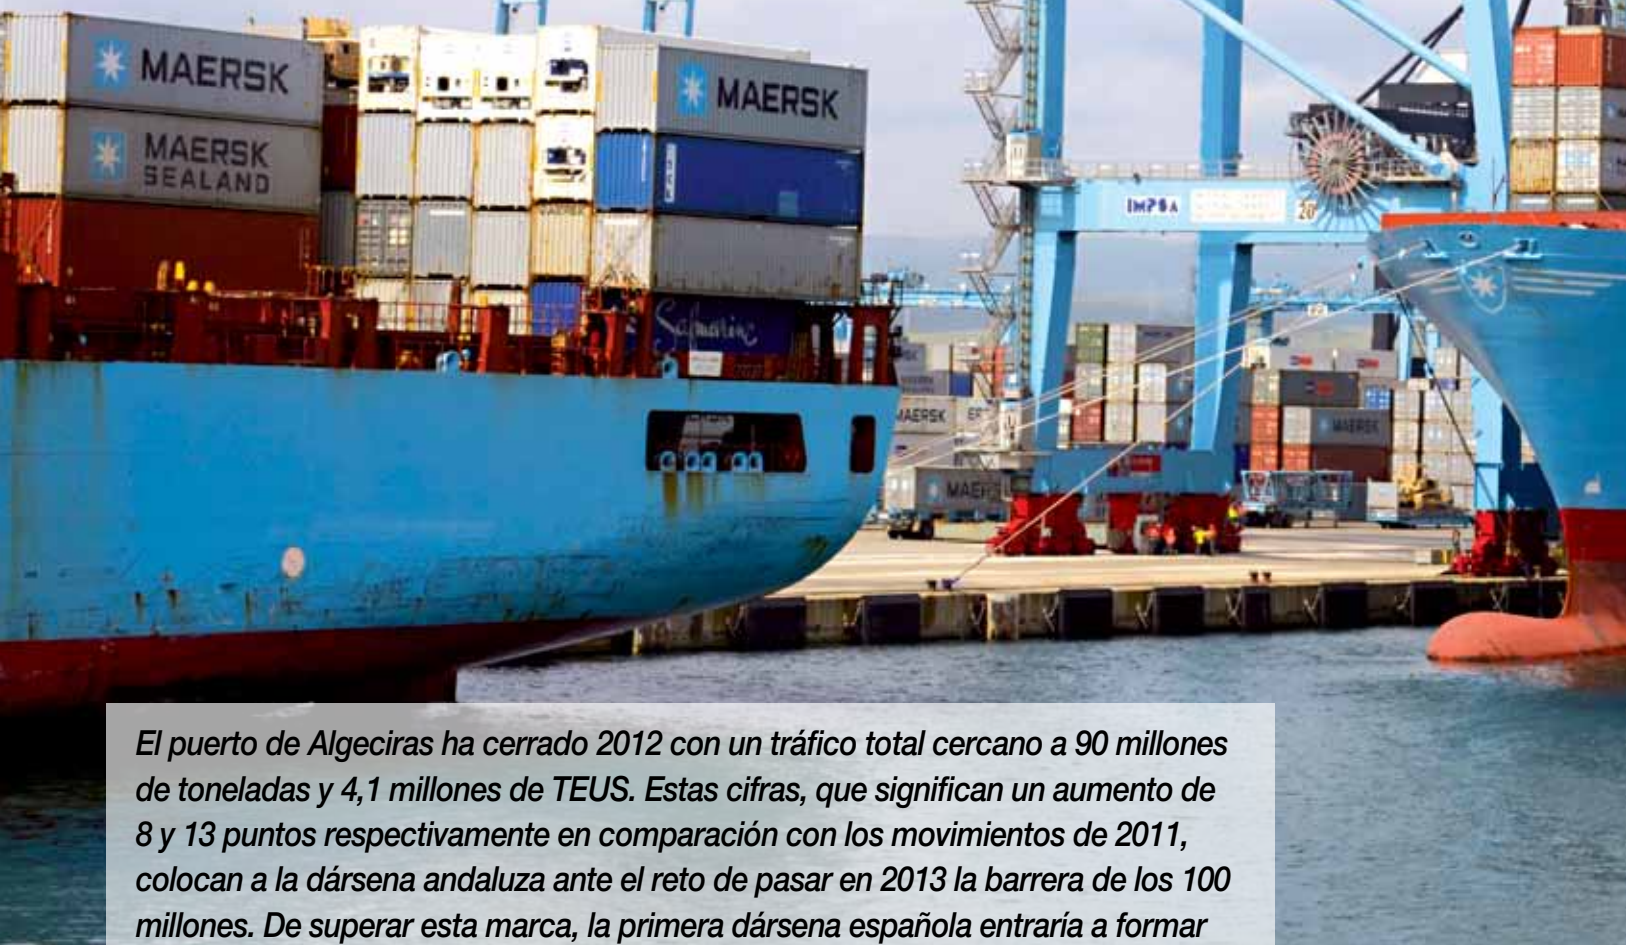 MAERSK
MAERSK
MAERSK
SEALAND
IMPSA
20
Safmarine
MAERSK
MAERSK
El puerto de Algeciras ha cerrado 2012 con un tráfico total cercano a 90 millones
de toneladas y 4,1 millones de TEUS. Estas cifras, que significan un aumento de
8 y 13 puntos respectivamente en comparación con los movimientos de 2011,
colocan a la dársena andaluza ante el reto de pasar en 2013 la barrera de los 100
millones. De superar esta marca, la primera dársena española entraría a formar